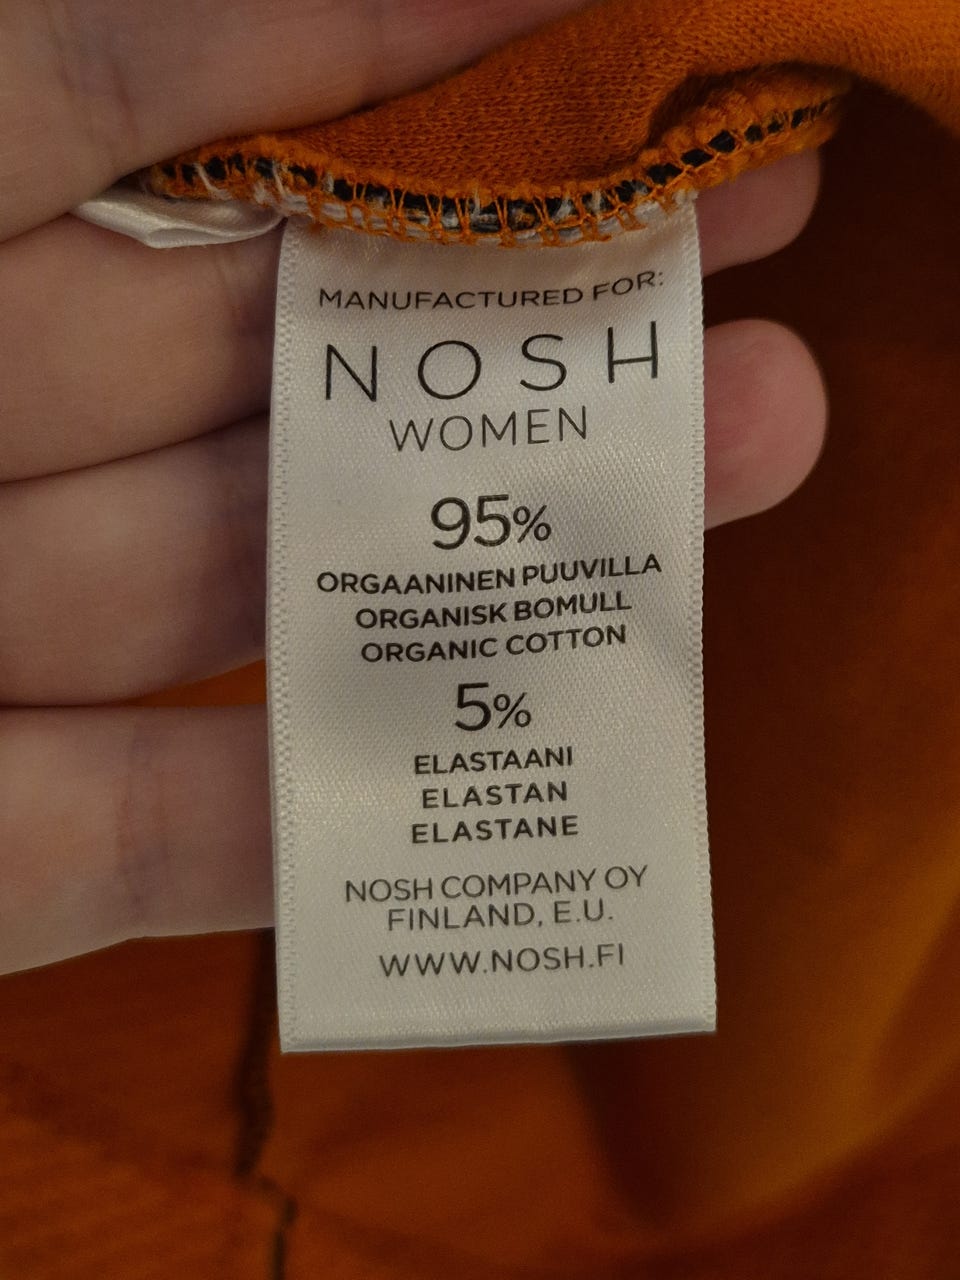 MANUFACTURED FOR:
NOSH
WOMEN
95%
ORGAANINEN PUUVILLA
ORGANISK BOMULL
ORGANIC COTTON
5%
ELASTAANI
ELASTAN
ELASTANE
NOSH COMPANY OY
FINLAND, E.U.
WWW.NOSH.FI